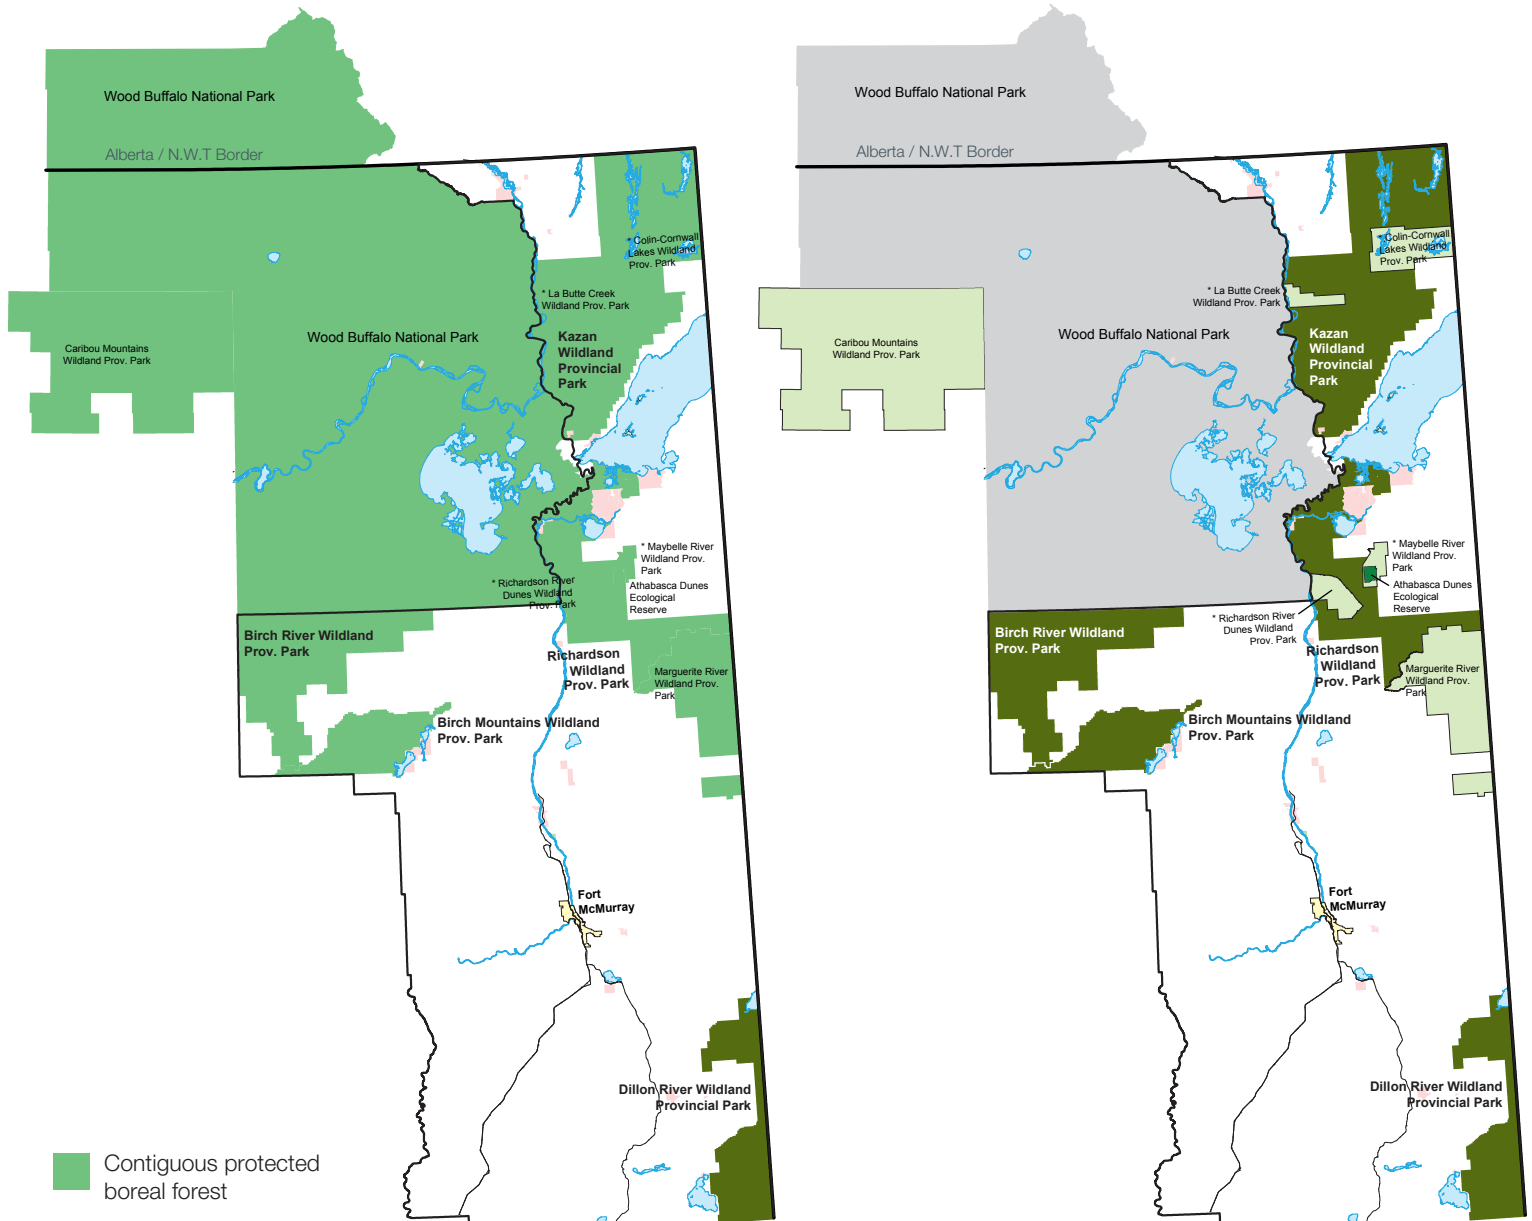 Wood Buffalo National Park
Alberta / N.W.T Border
* Colin-Cornwall
Lakes Wildland
Prov. Park
* La Butte Creek
Wildland Prov. Park
Wood Buffalo National Park
Kazan
Wildland
Provincial
Park
Caribou Mountains
Wildland Prov. Park
* Maybelle River
Wildland Prov.
Park
* Richardson River
Dunes Wildland
Prov. Park
Athabasca Dunes
Ecological
Reserve
Birch River Wildland
Prov. Park
Richardson
Wildland
Prov. Park
Marguerite River
Wildland Prov.
Park
Birch Mountains Wildland
Prov. Park
Fort
McMurray
Dillon River Wildland
Provincial Park
Contiguous protected
boreal forest
Wood Buffalo National Park
Alberta / N.W.T Border
* Colin-Cornwall
Lakes Wildland
Prov. Park
* La Butte Creek
Wildland Prov. Park
Wood Buffalo National Park
Kazan
Wildland
Provincial
Park
Caribou Mountains
Wildland Prov. Park
* Maybelle River
Wildland Prov.
Park
Athabasca Dunes
Ecological
Reserve
* Richardson River
Dunes Wildland
Prov. Park
Birch River Wildland
Prov. Park
Richardson
Wildland
Prov. Park
Marguerite River
Wildland Prov.
Park
Birch Mountains Wildland
Prov. Park
Fort
McMurray
Dillon River Wildland
Provincial Park